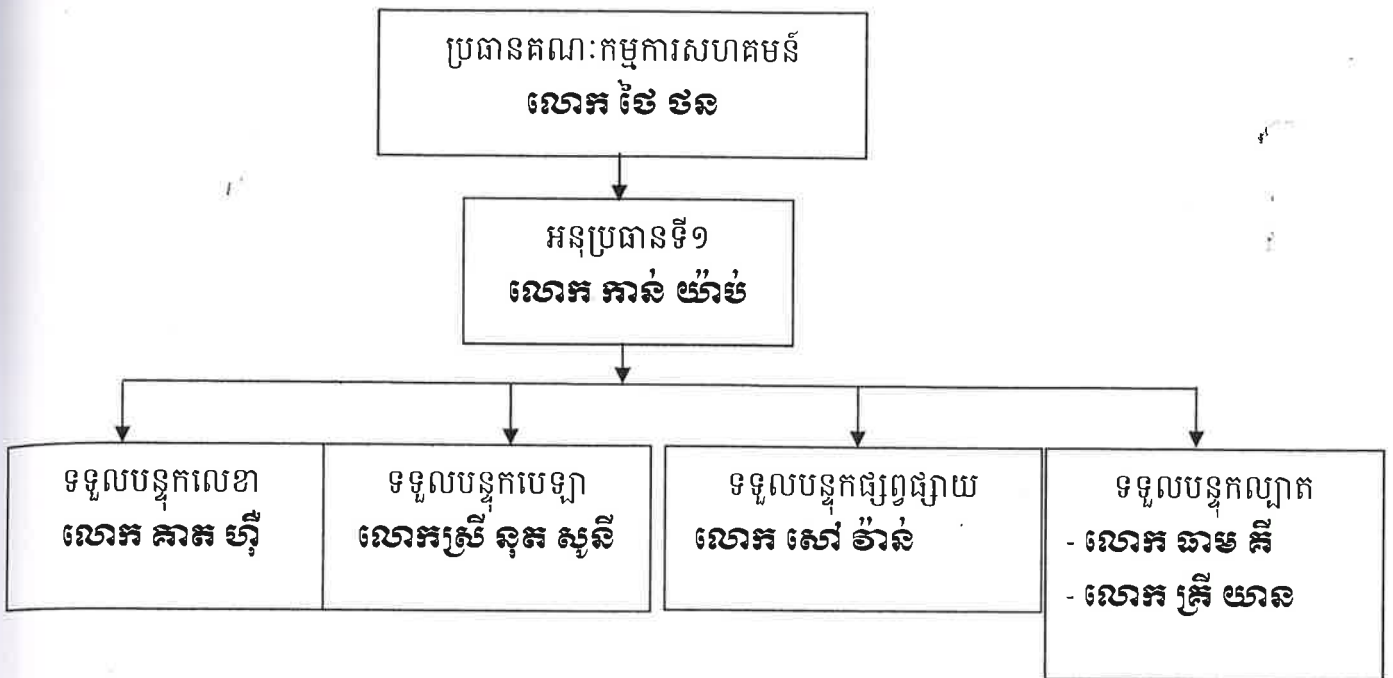 ប្រធានគណៈកម្មការសហគមន៍
លោក ថៃ ថន
អនុប្រធានទី១
លោក កាន់ យ៉ាប់
ទទួលបន្ទុកលេខា
លោក គាត ហ៊ឺ
ទទួលបន្ទុកបេឡា
លោកស្រី នុត សូនី
ទទួលបន្ទុកផ្សព្វផ្សាយ
លោក សៅ វ៉ាន់
ទទួលបន្ទុកល្បាត
- លោក ធាម គី
- លោក គ្រី យាន